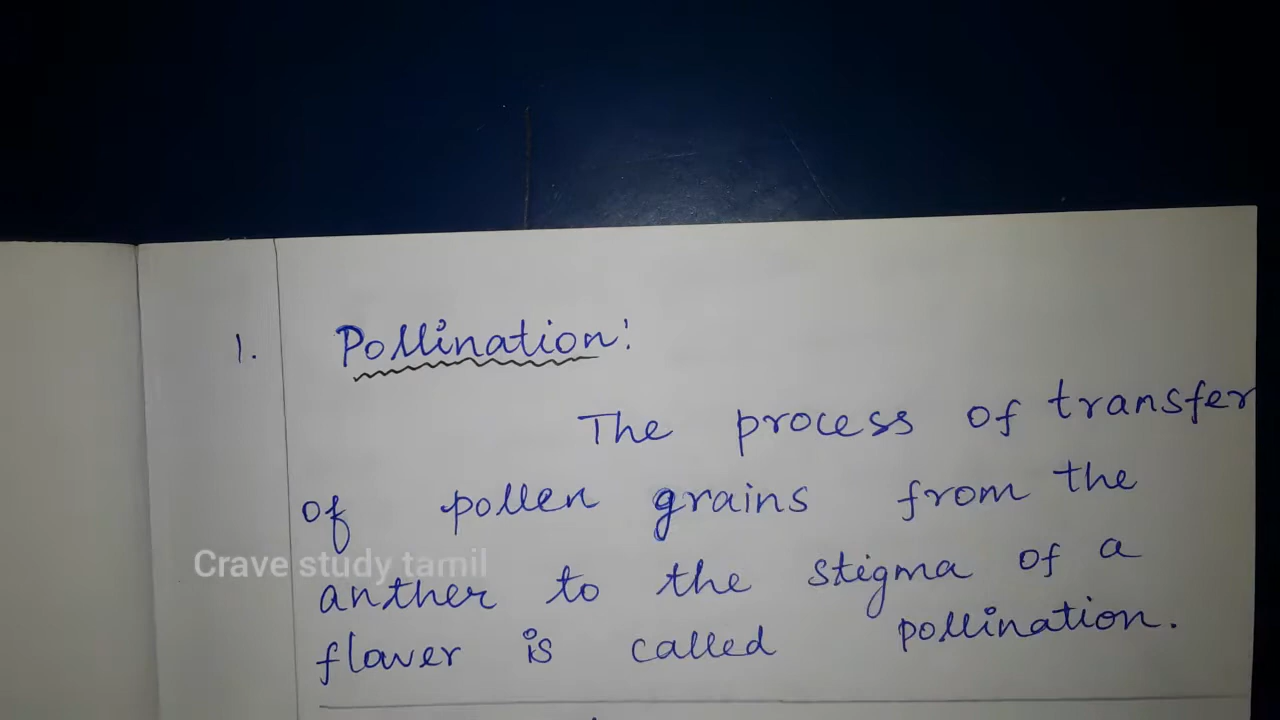 1. Pollination:
The process of transfer
of pollen grains from the
Crave study tamil
anther to the stigma of a
flower is called pollination.